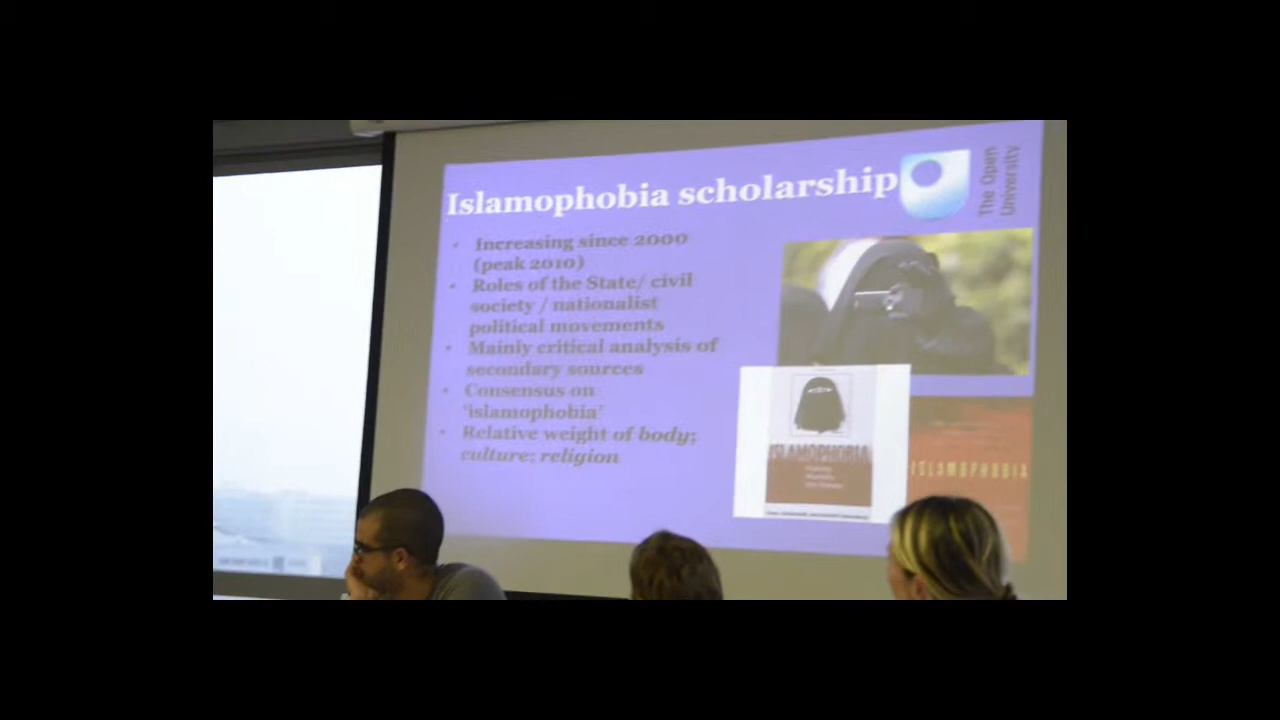 Islamophobia scholarship
The Open
University
• Increasing since 2000
(peak 2010)
• Roles of the State/ civil
society / nationalist
political movements
• Mainly critical analysis of
secondary sources
• Consensus on
'islamophobia'
• Relative weight of body;
culture; religion
ISLAMOPHOBIA
ISLAMOPHOBIA